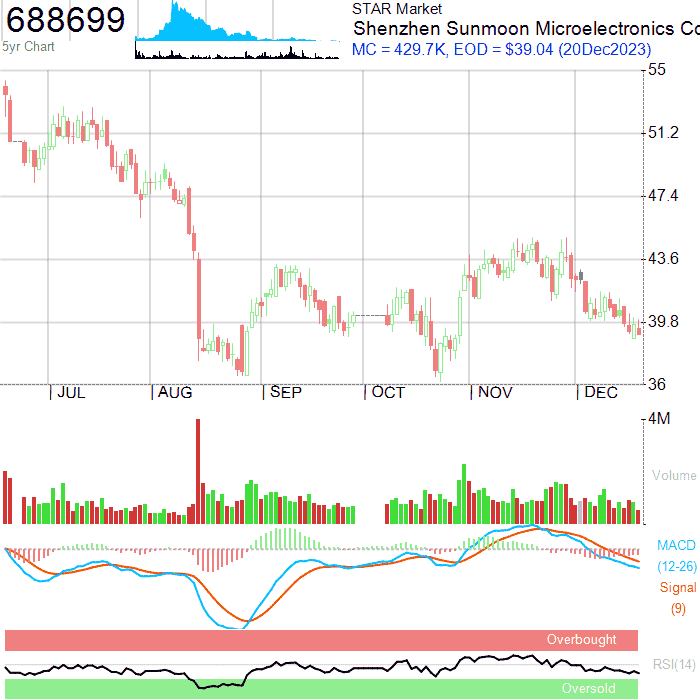 688699
5yr Chart
STAR Market
Shenzhen Sunmoon Microelectronics Co
MC = 429.7K, EOD = $39.04 (20Dec2023)
55
51.2
47.4
43.6
39.8
36
JUL
AUG
SEP
OCT
NOV
DEC
4M
Volume
MACD
(12-26)
Signal
(9)
Overbought
RSI(14)
Oversold